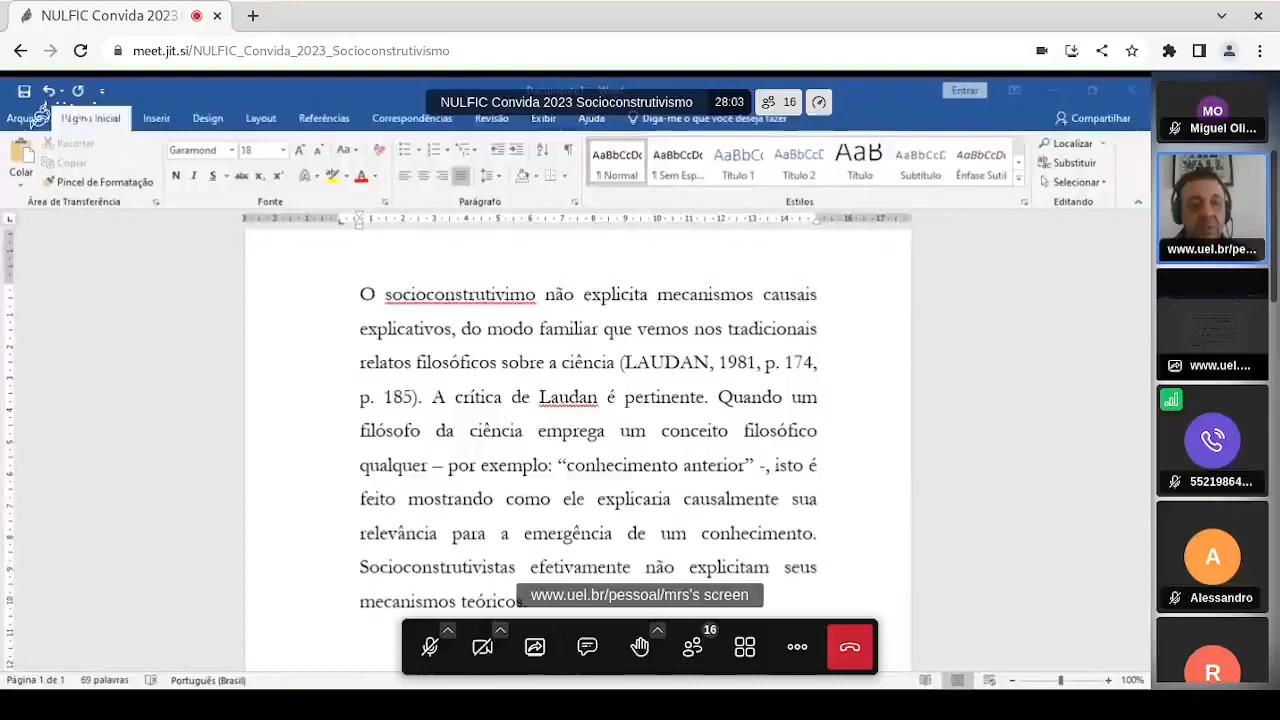 NULFIC Convida 2023
meet.jit.si/NULFIC_Convida_2023_Socioconstrutivismo
Entrar
NULFIC Convida 2023 Socioconstrutivismo 28:03 16
Página Inicial Inserir Design Layout Referências Correspondências Revisão Exibir Ajuda Diga-me o que você deseja fazer Compartilhar
Colar
Recortar
Copiar
Pincel de Formatação
Área de Transferência
Garamond 18
N I S abc x₂ x²
Fonte
Parágrafo
AaBbCcDc AaBbCcDc AaBbCc AaBbCcD AaB AaBbCcD AaBbCcDc
¶ Normal ¶ Sem Esp... Título 1 Título 2 Título Subtítulo Ênfase Sutil
Estilos
Localizar
Substituir
Selecionar
Editando
O socioconstrutivimo não explicita mecanismos causais
explicativos, do modo familiar que vemos nos tradicionais
relatos filosóficos sobre a ciência (LAUDAN, 1981, p. 174,
p. 185). A crítica de Laudan é pertinente. Quando um
filósofo da ciência emprega um conceito filosófico
qualquer – por exemplo: “conhecimento anterior” -, isto é
feito mostrando como ele explicaria causalmente sua
relevância para a emergência de um conhecimento.
Socioconstrutivistas efetivamente não explicitam seus
mecanismos teóricos.
www.uel.br/pessoal/mrs's screen
16
Página 1 de 1 69 palavras Português (Brasil) 100%
MO
Miguel Oli...
www.uel.br/pe...
www.uel....
55219864...
A
Alessandro
R